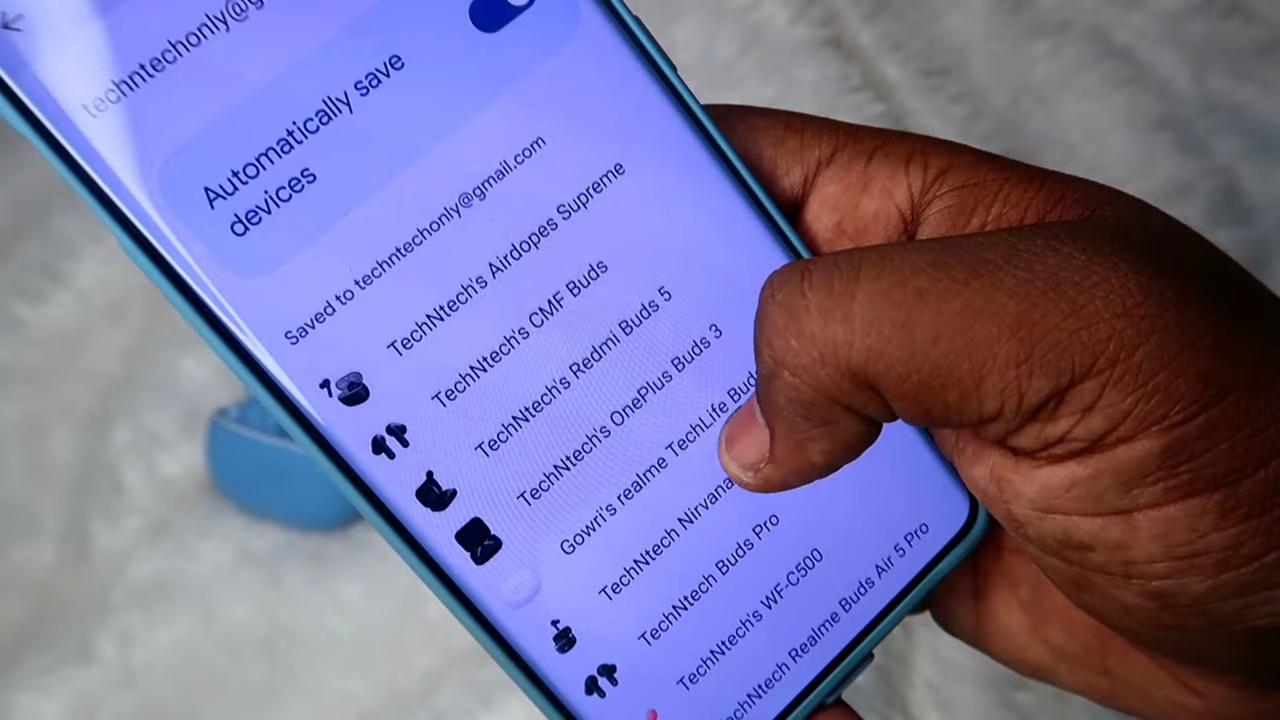 techntechonly@g
Automatically save
devices
Saved to techntechonly@gmail.com
TechNtech's Airdopes Supreme
TechNtech's CMF Buds
TechNtech's Redmi Buds 5
TechNtech's OnePlus Buds 3
Gowri's realme TechLife Bud
TechNtech Nirvana
TechNtech Buds Pro
TechNtech's WF-C500
TechNtech Realme Buds Air 5 Pro